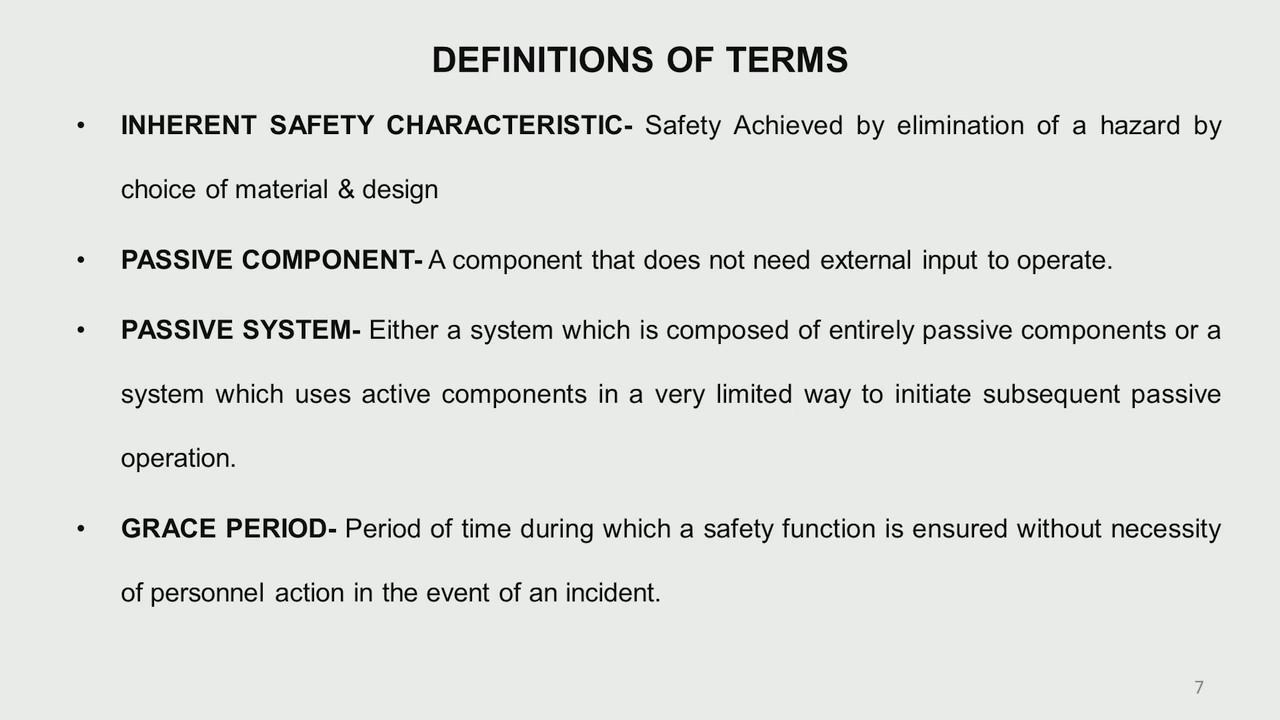 DEFINITIONS OF TERMS
• INHERENT SAFETY CHARACTERISTIC- Safety Achieved by elimination of a hazard by
choice of material & design
• PASSIVE COMPONENT- A component that does not need external input to operate.
• PASSIVE SYSTEM- Either a system which is composed of entirely passive components or a
system which uses active components in a very limited way to initiate subsequent passive
operation.
• GRACE PERIOD- Period of time during which a safety function is ensured without necessity
of personnel action in the event of an incident.
7